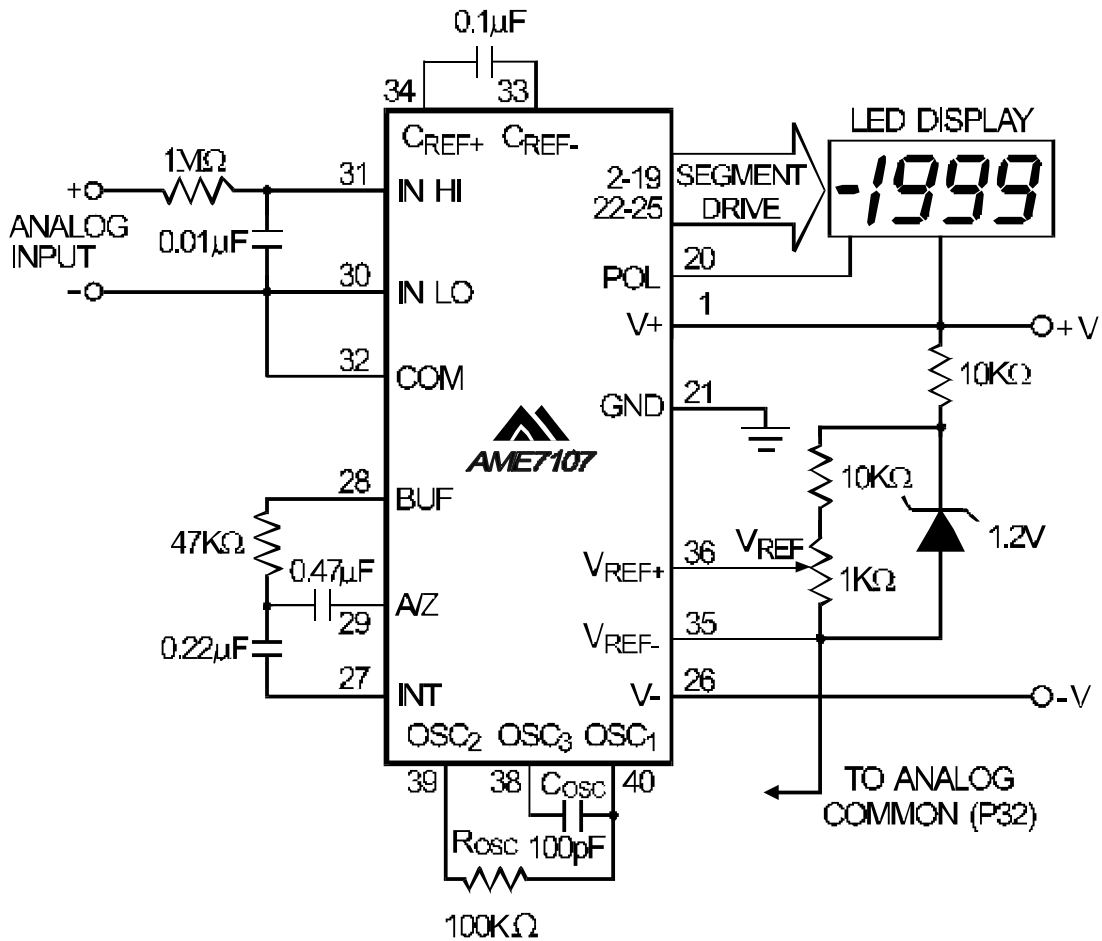 0.1µF
34
33
CREF+
CREF-
LED DISPLAY
-1999
1MΩ
31
IN HI
2-19
22-25
SEGMENT
DRIVE
+
ANALOG
INPUT
-
0.01µF
30
IN LO
POL
20
V+
1
+V
32
COM
10KΩ
GND
21
AME7107
28
BUF
10KΩ
47KΩ
1.2V
VREF
VREF+
36
1KΩ
0.47µF
A/Z
29
VREF-
35
0.22µF
27
INT
V-
26
-V
OSC2
OSC3
OSC1
39
38
COSC
40
TO ANALOG
COMMON (P32)
ROSC
100pF
100KΩ